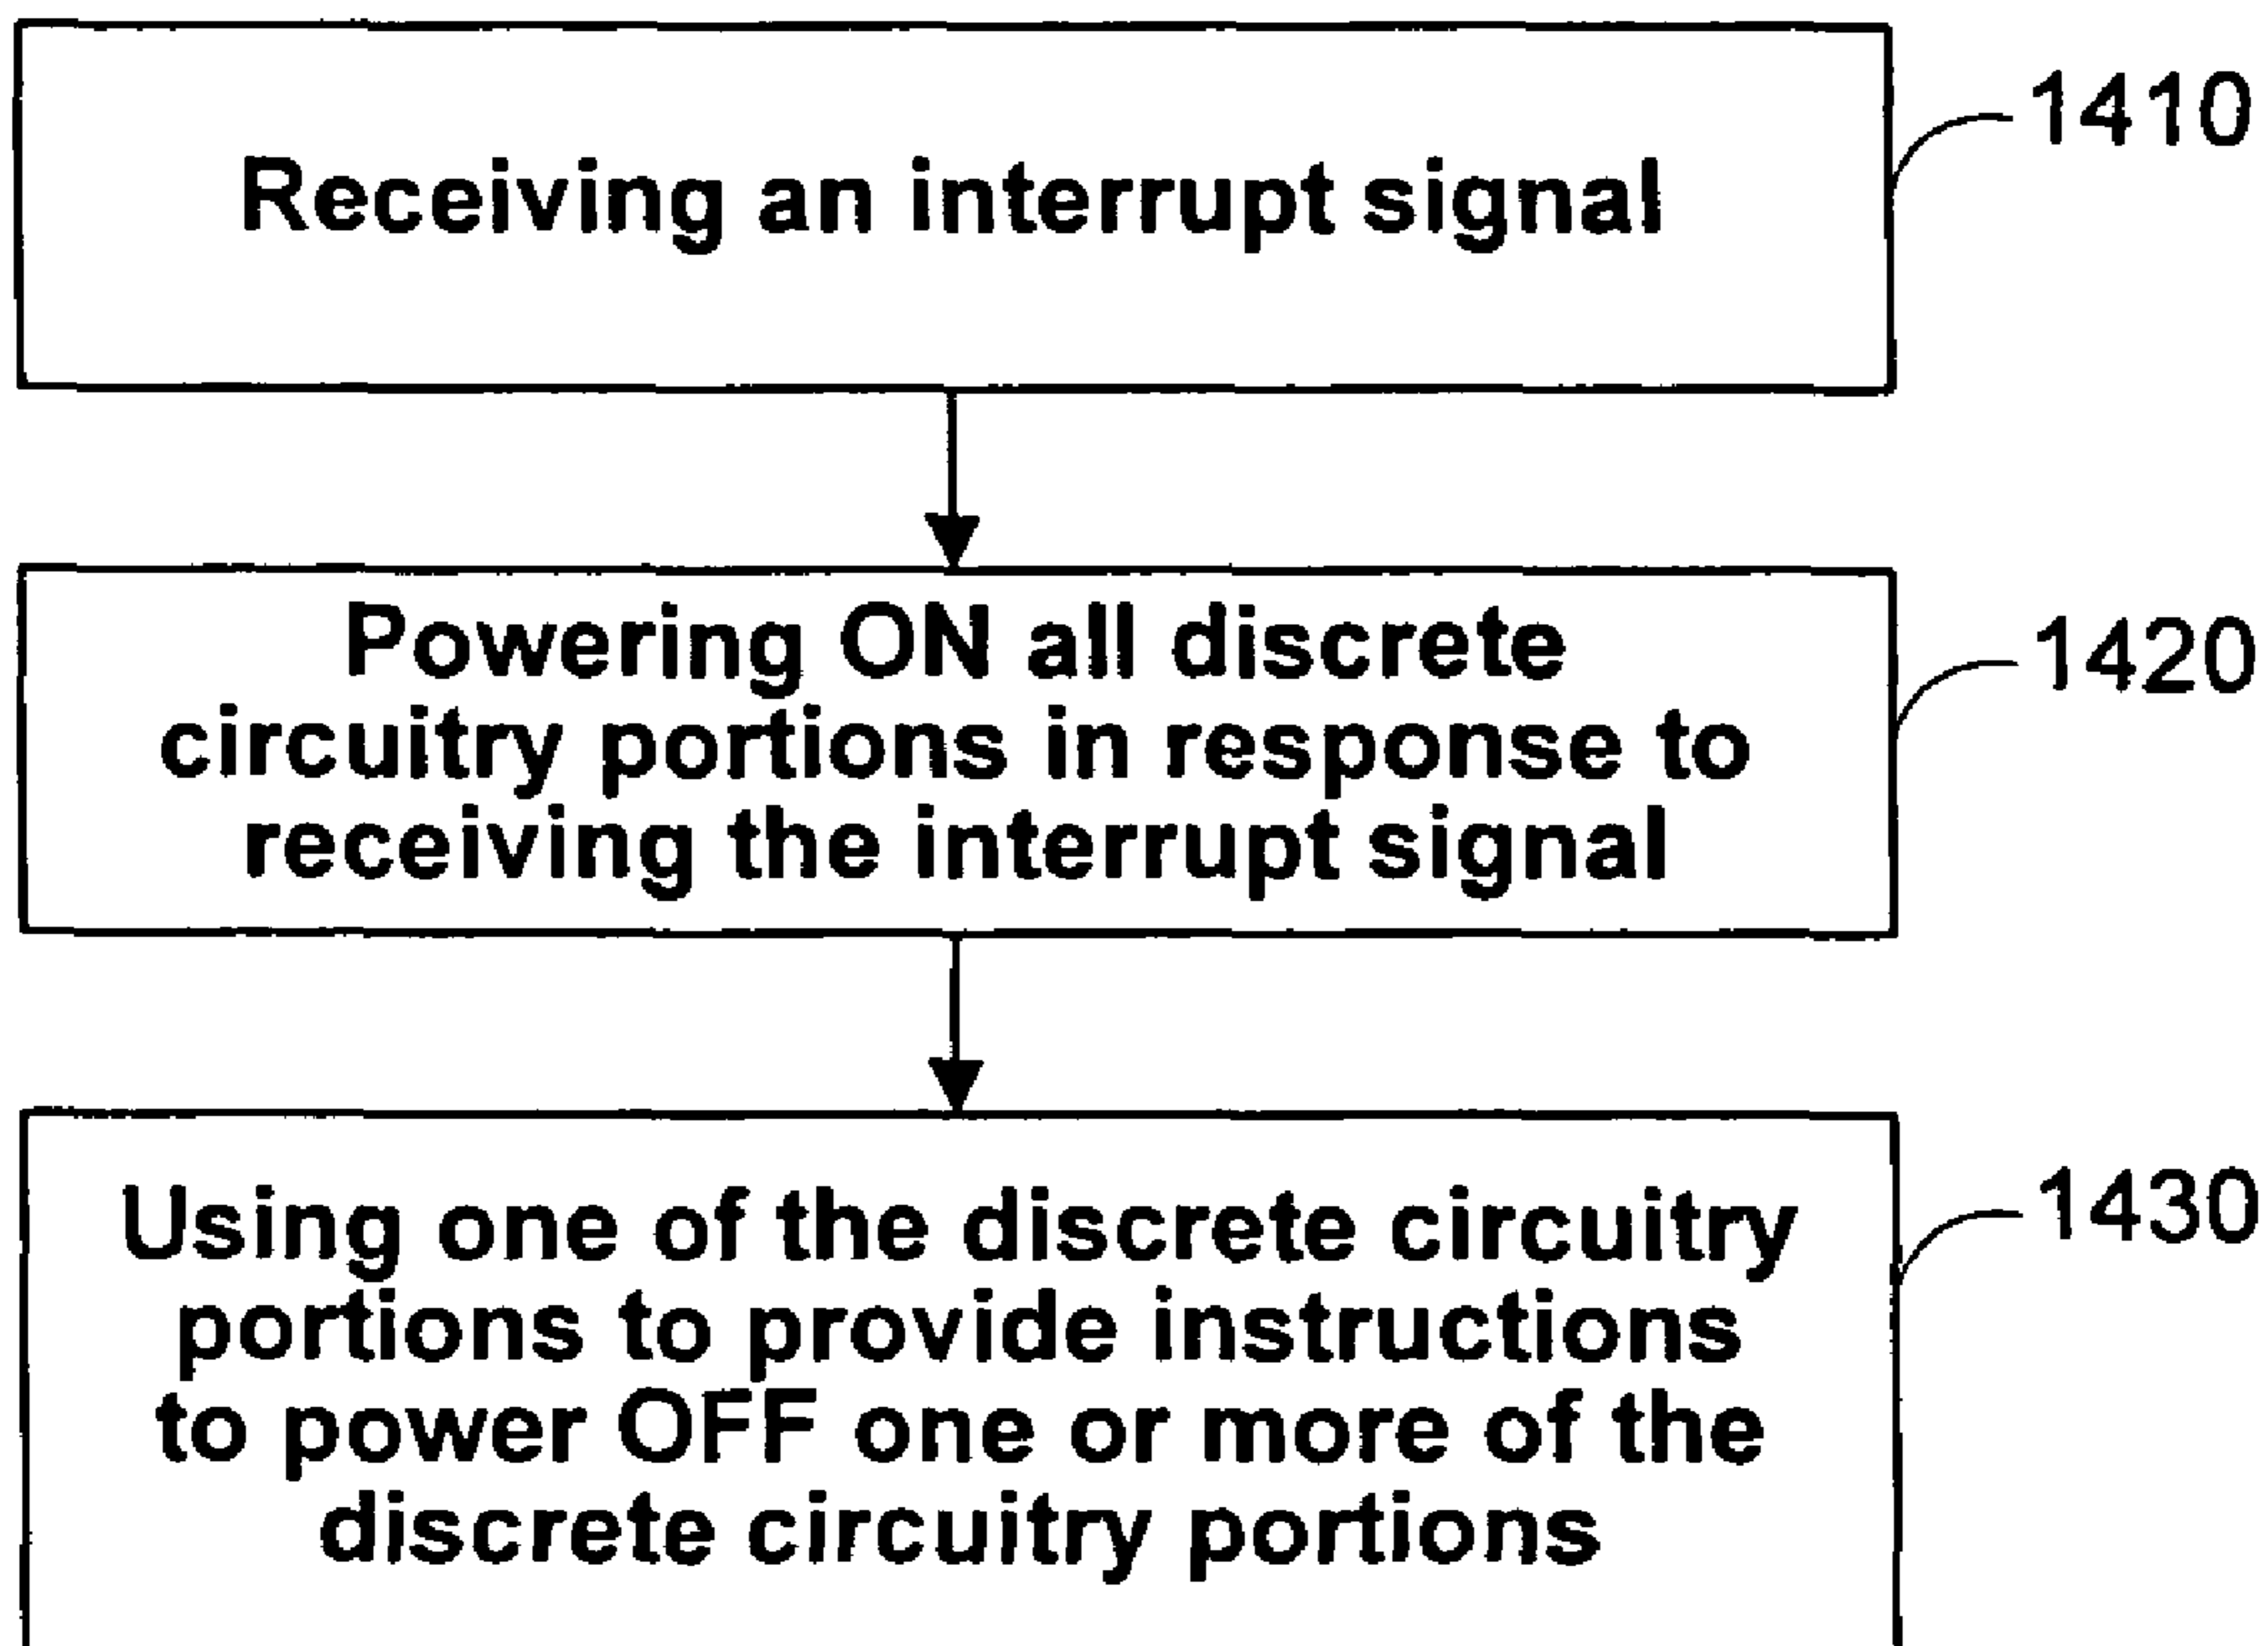 Receiving an interrupt signal
1410
Powering ON all discrete
circuitry portions in response to
receiving the interrupt signal
1420
Using one of the discrete circuitry
portions to provide instructions
to power OFF one or more of the
discrete circuitry portions
1430